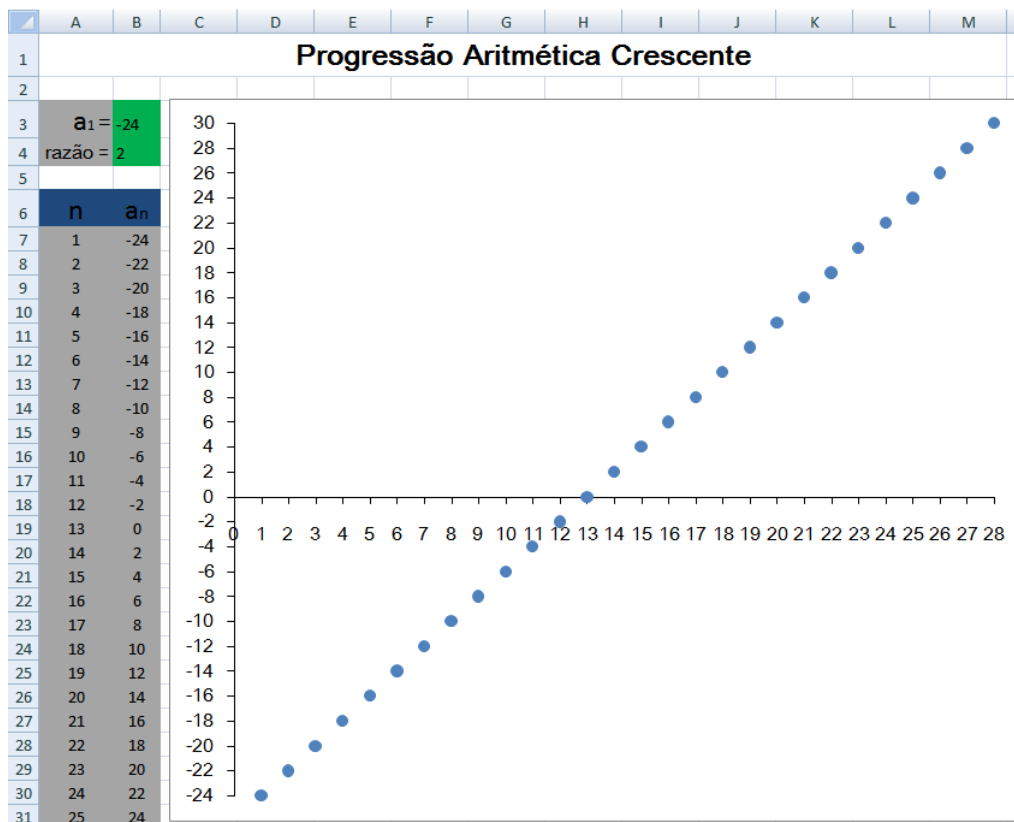 A B C D E F G H I J K L M
1 Progressão Aritmética Crescente
2
3 a1 = -24
4 razão = 2
5
6 n an
7 1 -24
8 2 -22
9 3 -20
10 4 -18
11 5 -16
12 6 -14
13 7 -12
14 8 -10
15 9 -8
16 10 -6
17 11 -4
18 12 -2
19 13 0
20 14 2
21 15 4
22 16 6
23 17 8
24 18 10
25 19 12
26 20 14
27 21 16
28 22 18
29 23 20
30 24 22
31 25 24
30
28
26
24
22
20
18
16
14
12
10
8
6
4
2
0
-2
0 1 2 3 4 5 6 7 8 9 10 11 12 13 14 15 16 17 18 19 20 21 22 23 24 25 26 27 28
-4
-6
-8
-10
-12
-14
-16
-18
-20
-22
-24